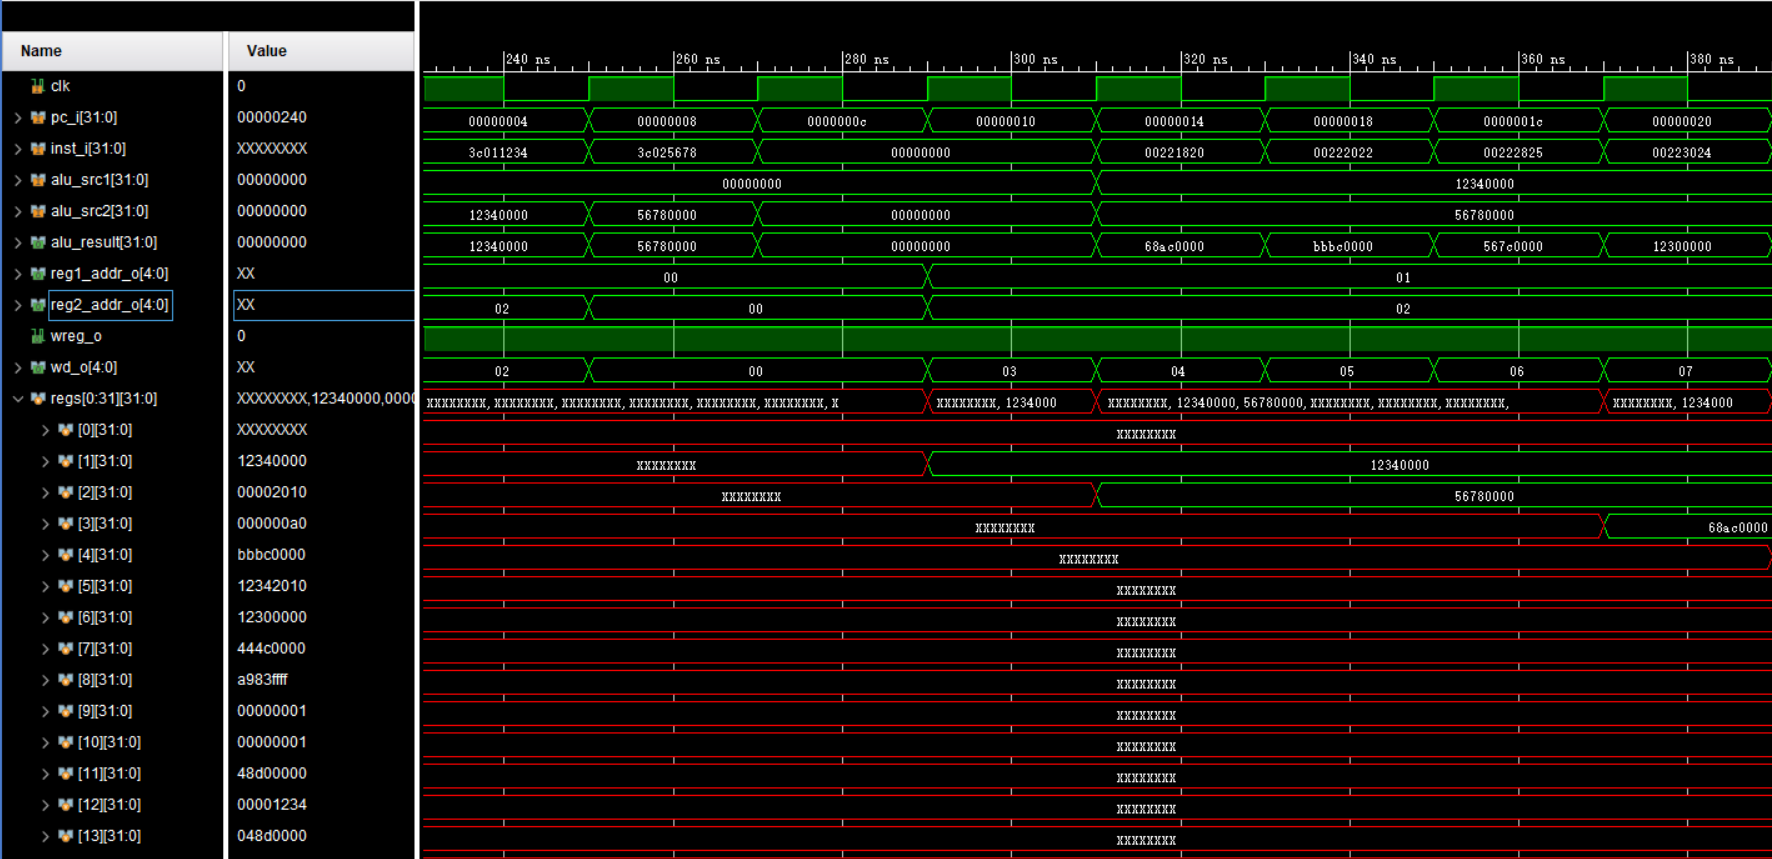 Name Value
240 ns 260 ns 280 ns 300 ns 320 ns 340 ns 360 ns 380 ns
clk 0
pc_i[31:0] 00000240 00000004 00000008 0000000c 00000010 00000014 00000018 0000001c 00000020
inst_i[31:0] XXXXXXXX 3c011234 3c025678 00000000 00221820 00222022 00222825 00223024
alu_src1[31:0] 00000000 00000000 12340000
alu_src2[31:0] 00000000 12340000 56780000 00000000 56780000
alu_result[31:0] 00000000 12340000 56780000 00000000 68ac0000 bbbc0000 567c0000 12300000
reg1_addr_o[4:0] XX 00 01
reg2_addr_o[4:0] XX 02 00 02
wreg_o 0
wd_o[4:0] XX 02 00 03 04 05 06 07
regs[0:31][31:0] XXXXXXXX,12340000,0000 XXXXXXXX, XXXXXXXX, XXXXXXXX, XXXXXXXX, XXXXXXXX, XXXXXXXX, X XXXXXXXX, 1234000 XXXXXXXX, 12340000, 56780000, XXXXXXXX, XXXXXXXX, XXXXXXXX, XXXXXXXX, 1234000
[0][31:0] XXXXXXXX XXXXXXXX
[1][31:0] 12340000 XXXXXXXX 12340000
[2][31:0] 00002010 XXXXXXXX 56780000
[3][31:0] 000000a0 XXXXXXXX 68ac0000
[4][31:0] bbbc0000 XXXXXXXX
[5][31:0] 12342010 XXXXXXXX
[6][31:0] 12300000 XXXXXXXX
[7][31:0] 444c0000 XXXXXXXX
[8][31:0] a983ffff XXXXXXXX
[9][31:0] 00000001 XXXXXXXX
[10][31:0] 00000001 XXXXXXXX
[11][31:0] 48d00000 XXXXXXXX
[12][31:0] 00001234 XXXXXXXX
[13][31:0] 048d0000 XXXXXXXX